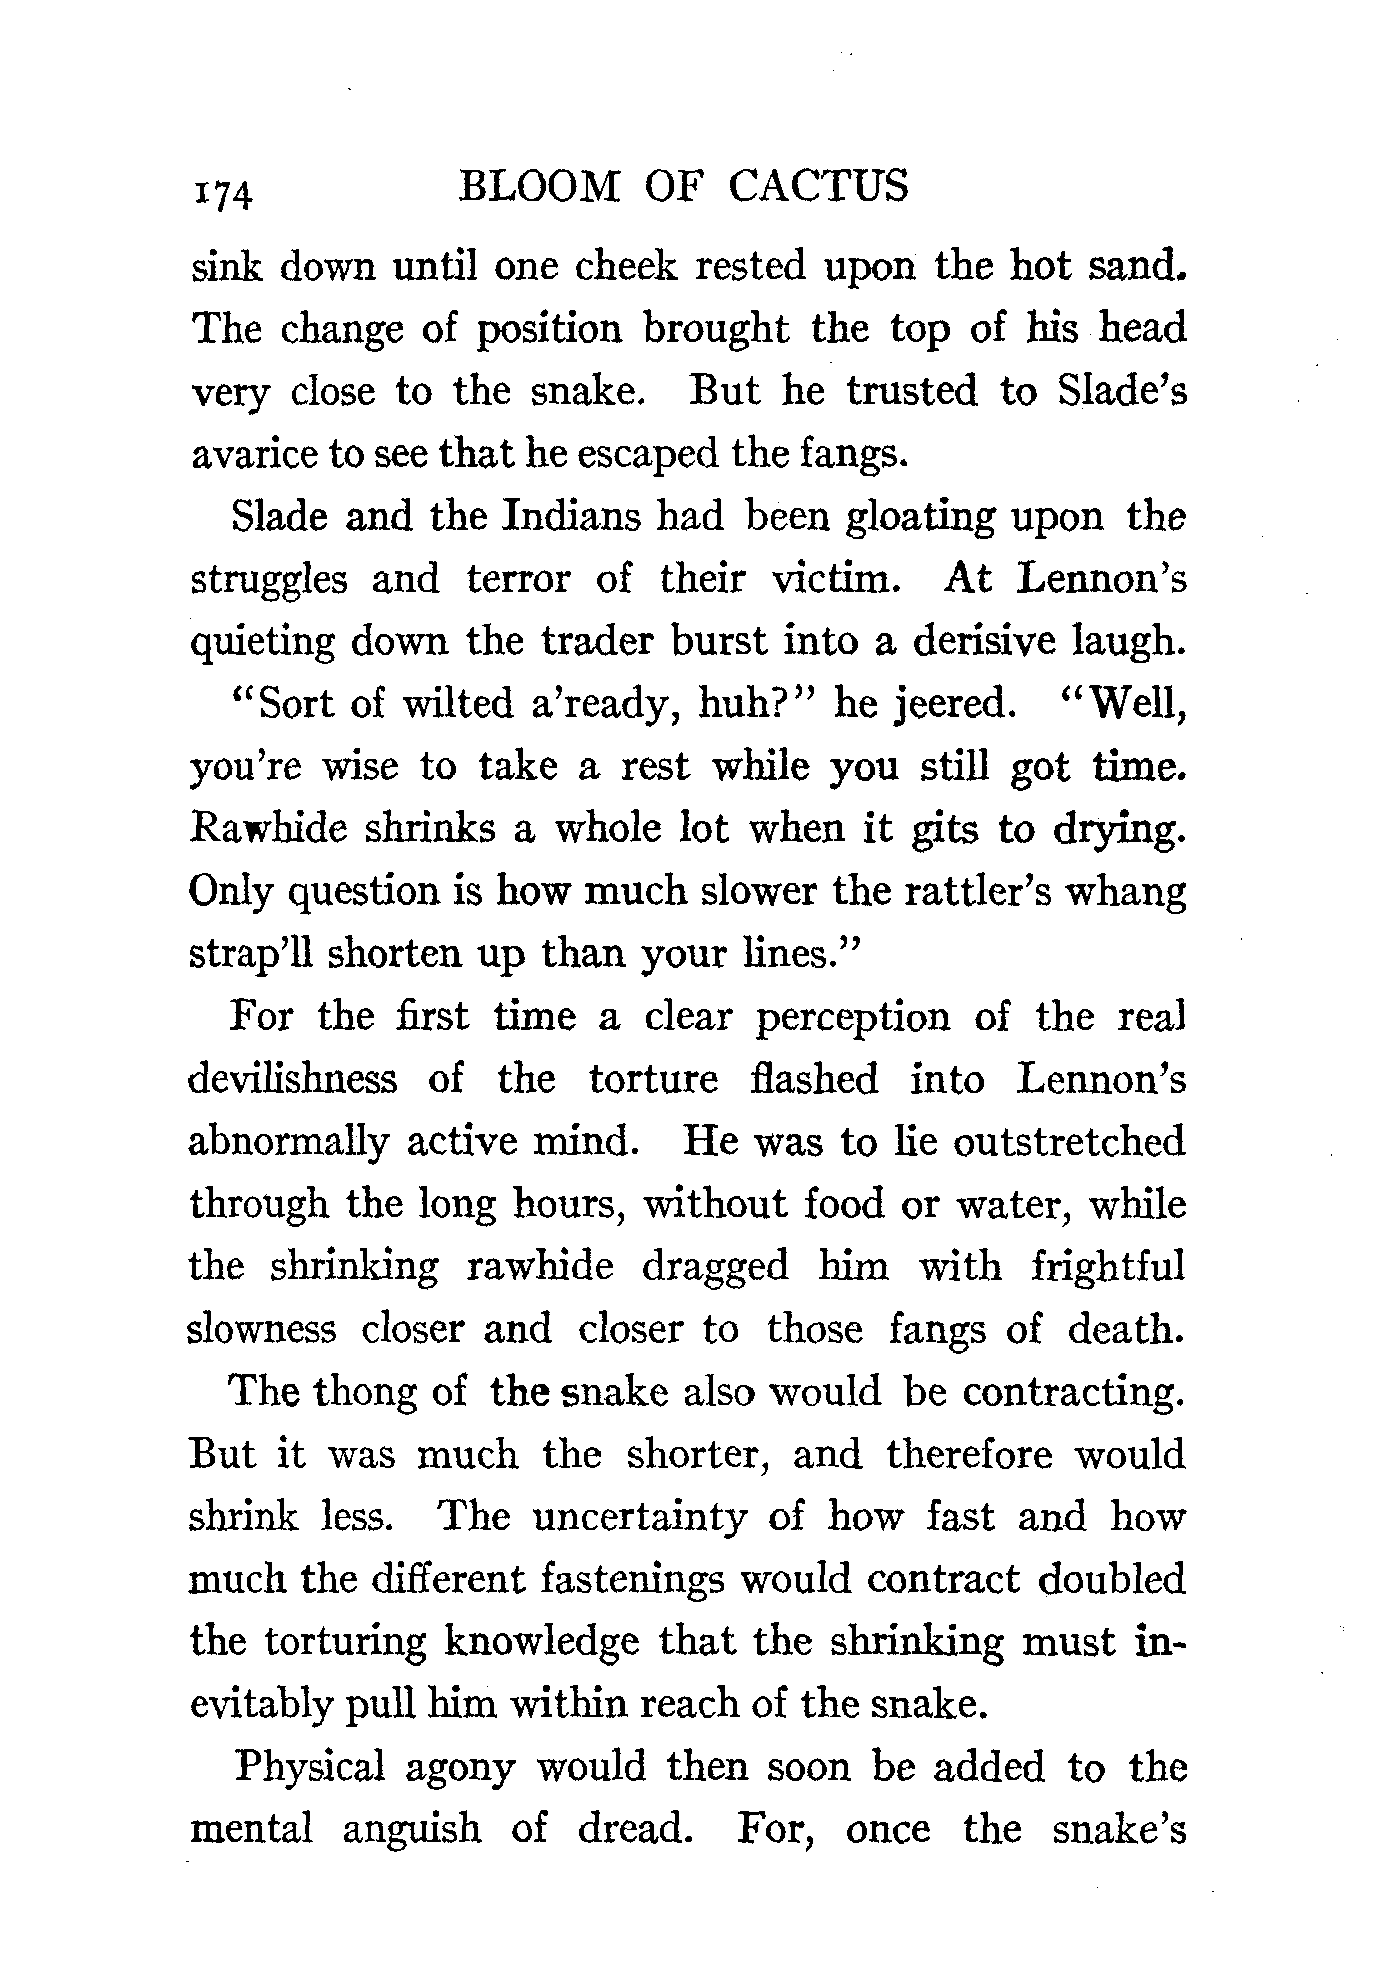 174 BLOOM OF CACTUS
sink down until one cheek rested upon the hot sand.
The change of position brought the top of his head
very close to the snake. But he trusted to Slade's
avarice to see that he escaped the fangs.
Slade and the Indians had been gloating upon the
struggles and terror of their victim. At Lennon's
quieting down the trader burst into a derisive laugh.
"Sort of wilted a'ready, huh?" he jeered. "Well,
you're wise to take a rest while you still got time.
Rawhide shrinks a whole lot when it gits to drying.
Only question is how much slower the rattler's whang
strap'll shorten up than your lines."
For the first time a clear perception of the real
devilishness of the torture flashed into Lennon's
abnormally active mind. He was to lie outstretched
through the long hours, without food or water, while
the shrinking rawhide dragged him with frightful
slowness closer and closer to those fangs of death.
The thong of the snake also would be contracting.
But it was much the shorter, and therefore would
shrink less. The uncertainty of how fast and how
much the different fastenings would contract doubled
the torturing knowledge that the shrinking must in-
evitably pull him within reach of the snake.
Physical agony would then soon be added to the
mental anguish of dread. For, once the snake's